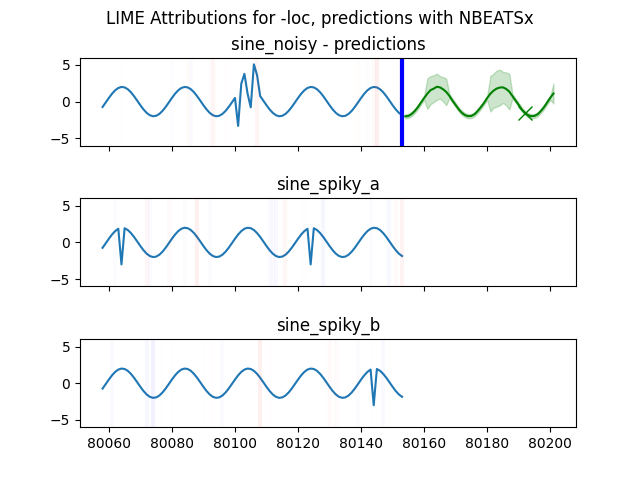 LIME Attributions for -loc, predictions with NBEATSx
sine_noisy - predictions
5
0
−5
sine_spiky_a
5
0
−5
sine_spiky_b
5
0
−5
80060 80080 80100 80120 80140 80160 80180 80200